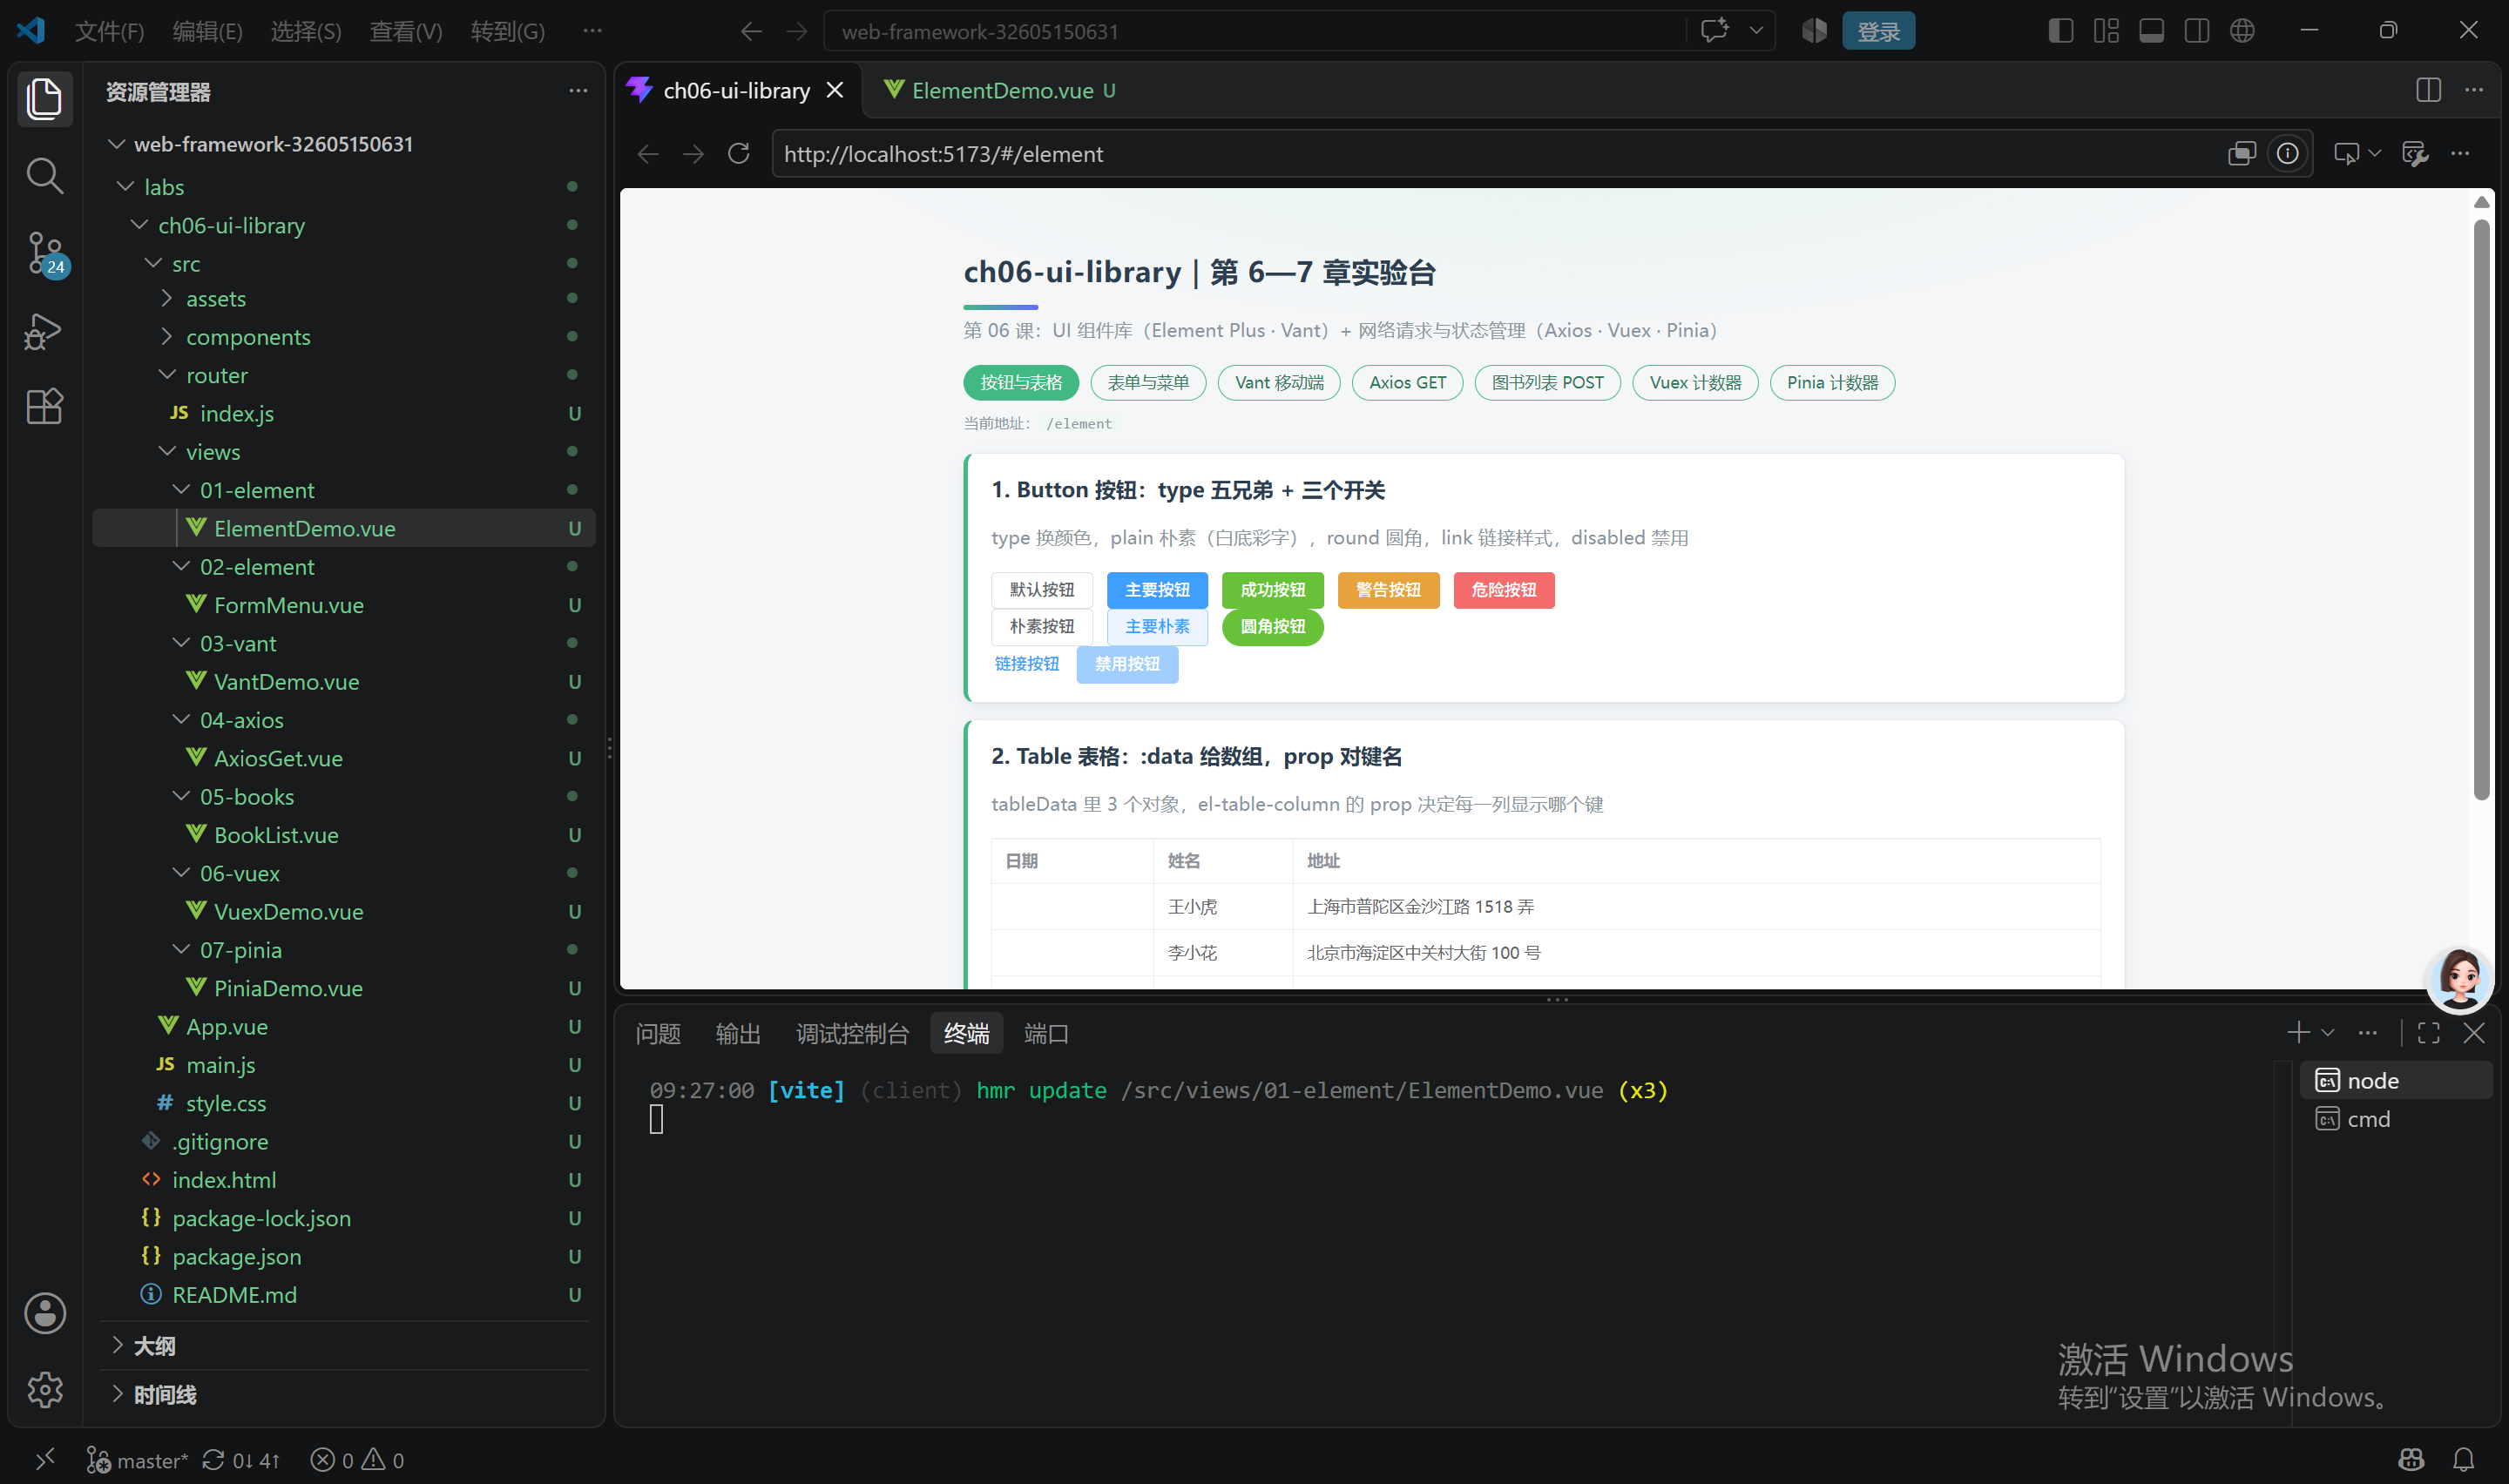 文件(F) 编辑(E) 选择(S) 查看(V) 转到(G) ··· web-framework-32605150631 登录
资源管理器
web-framework-32605150631
labs
ch06-ui-library
src
assets
components
router
JS index.js U
views
01-element
ElementDemo.vue U
02-element
FormMenu.vue U
03-vant
VantDemo.vue U
04-axios
AxiosGet.vue U
05-books
BookList.vue U
06-vuex
VuexDemo.vue U
07-pinia
PiniaDemo.vue U
App.vue U
JS main.js U
# style.css U
.gitignore U
<> index.html U
{} package-lock.json U
{} package.json U
README.md U
大纲
时间线
24
ch06-ui-library
ElementDemo.vue U
http://localhost:5173/#/element
ch06-ui-library | 第 6—7 章实验台
第 06 课：UI 组件库（Element Plus · Vant）+ 网络请求与状态管理（Axios · Vuex · Pinia）
按钮与表格 表单与菜单 Vant 移动端 Axios GET 图书列表 POST Vuex 计数器 Pinia 计数器
当前地址： /element
1. Button 按钮：type 五兄弟 + 三个开关
type 换颜色，plain 朴素（白底彩字），round 圆角，link 链接样式，disabled 禁用
默认按钮 主要按钮 成功按钮 警告按钮 危险按钮
朴素按钮 主要朴素 圆角按钮
链接按钮 禁用按钮
2. Table 表格：:data 给数组，prop 对键名
tableData 里 3 个对象，el-table-column 的 prop 决定每一列显示哪个键
日期 姓名 地址
王小虎 上海市普陀区金沙江路 1518 弄
李小花 北京市海淀区中关村大街 100 号
问题 输出 调试控制台 终端 端口
09:27:00 [vite] (client) hmr update /src/views/01-element/ElementDemo.vue (x3)
node
cmd
激活 Windows
转到“设置”以激活 Windows。
master* 0↓ 4↑ 0 0